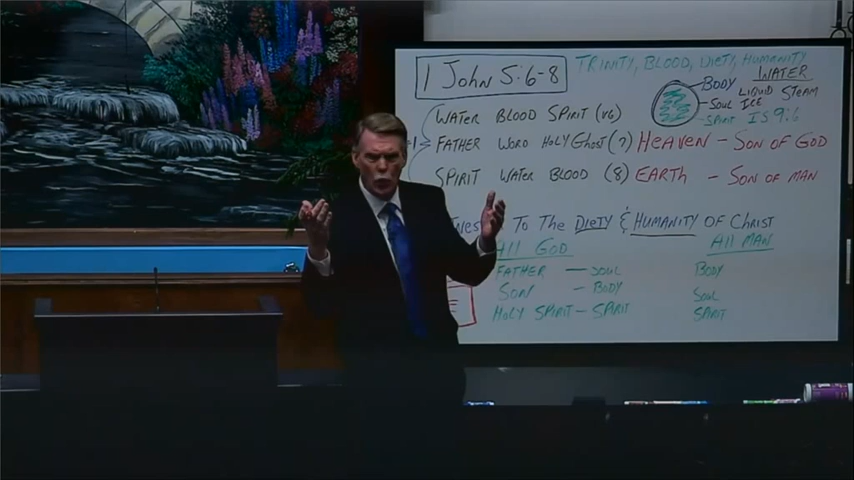 1 JOHN 5:6-8
TRINITY, BLOOD, DIETY, HUMANITY
WATER
BODY
LIQUID STEAM
SOUL ICE
SPIRIT IS 9:6
WATER BLOOD SPIRIT (V6)
FATHER WORD HOLY GHOST (7) HEAVEN - SON OF GOD
SPIRIT WATER BLOOD (8) EARTH - SON OF MAN
TO THE DIETY & HUMANITY OF CHRIST
ALL GOD
ALL MAN
FATHER - SOUL
BODY
SON - BODY
SOUL
HOLY SPIRIT - SPIRIT
SPIRIT